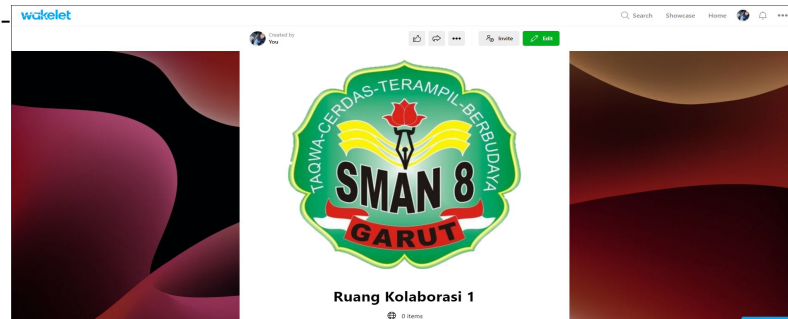 wakelet
Search Showcase Home
Created by
You
Invite Edit
TAQWA-CERDAS-TERAMPIL-BERBUDAYA
SMAN 8
GARUT
Ruang Kolaborasi 1
0 items